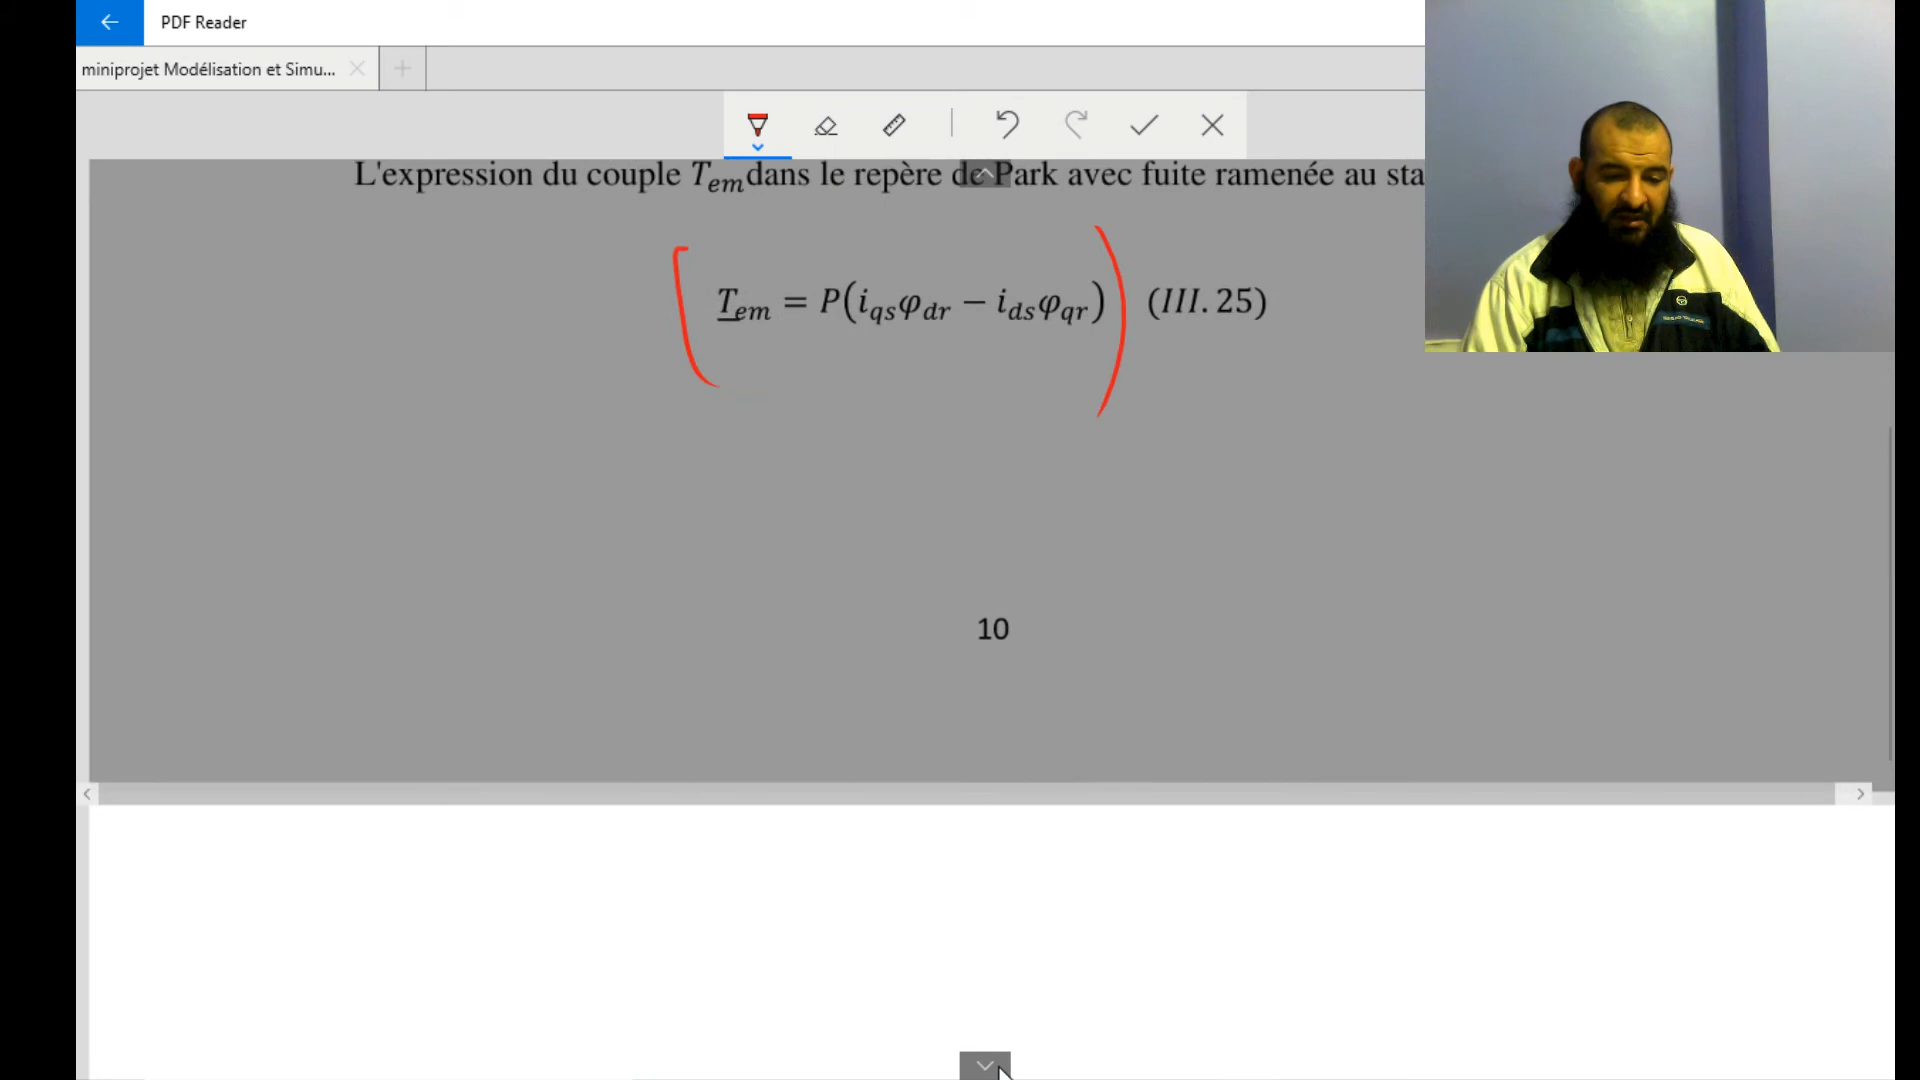 PDF Reader
miniprojet Modélisation et Simu...
L'expression du couple Tem dans le repère de Park avec fuite ramenée au sta
Tem = P(iqsφdr − idsφqr) (III. 25)
10